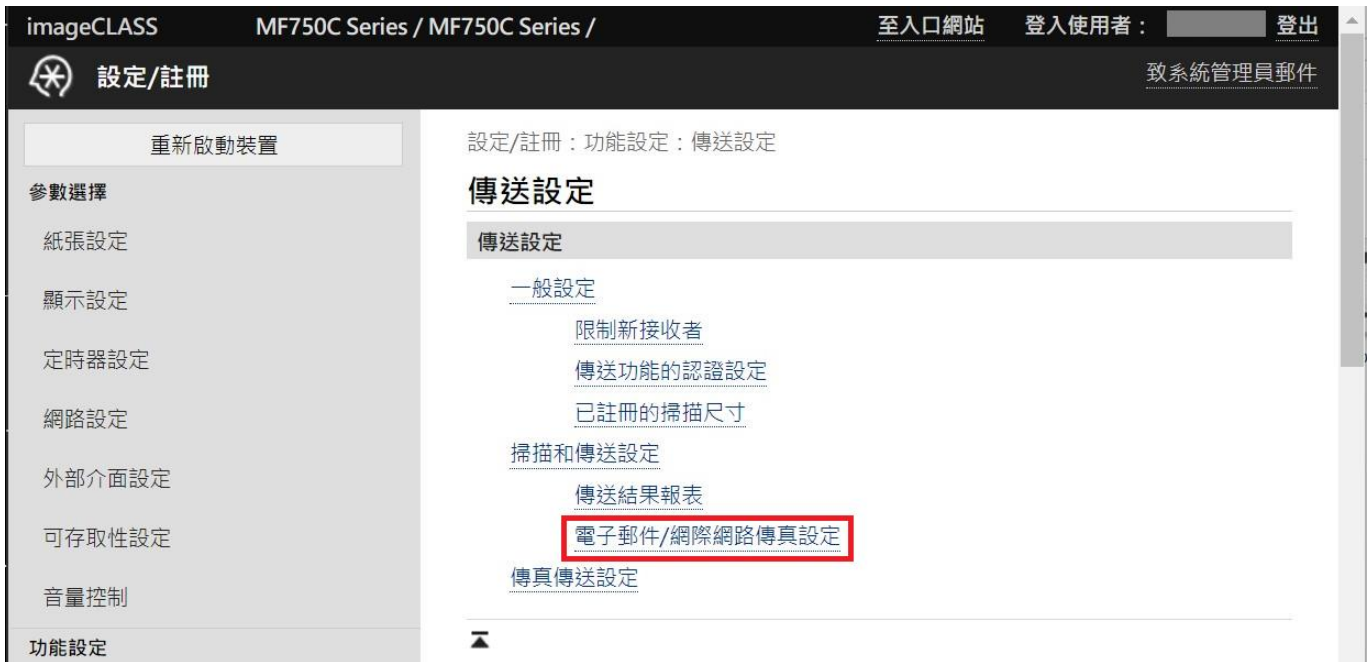 imageCLASS MF750C Series / MF750C Series / 至入口網站 登入使用者： 登出
設定/註冊 致系統管理員郵件
重新啟動裝置
參數選擇
紙張設定
顯示設定
定時器設定
網路設定
外部介面設定
可存取性設定
音量控制
功能設定
設定/註冊：功能設定：傳送設定
傳送設定
傳送設定
一般設定
限制新接收者
傳送功能的認證設定
已註冊的掃描尺寸
掃描和傳送設定
傳送結果報表
電子郵件/網際網路傳真設定
傳真傳送設定